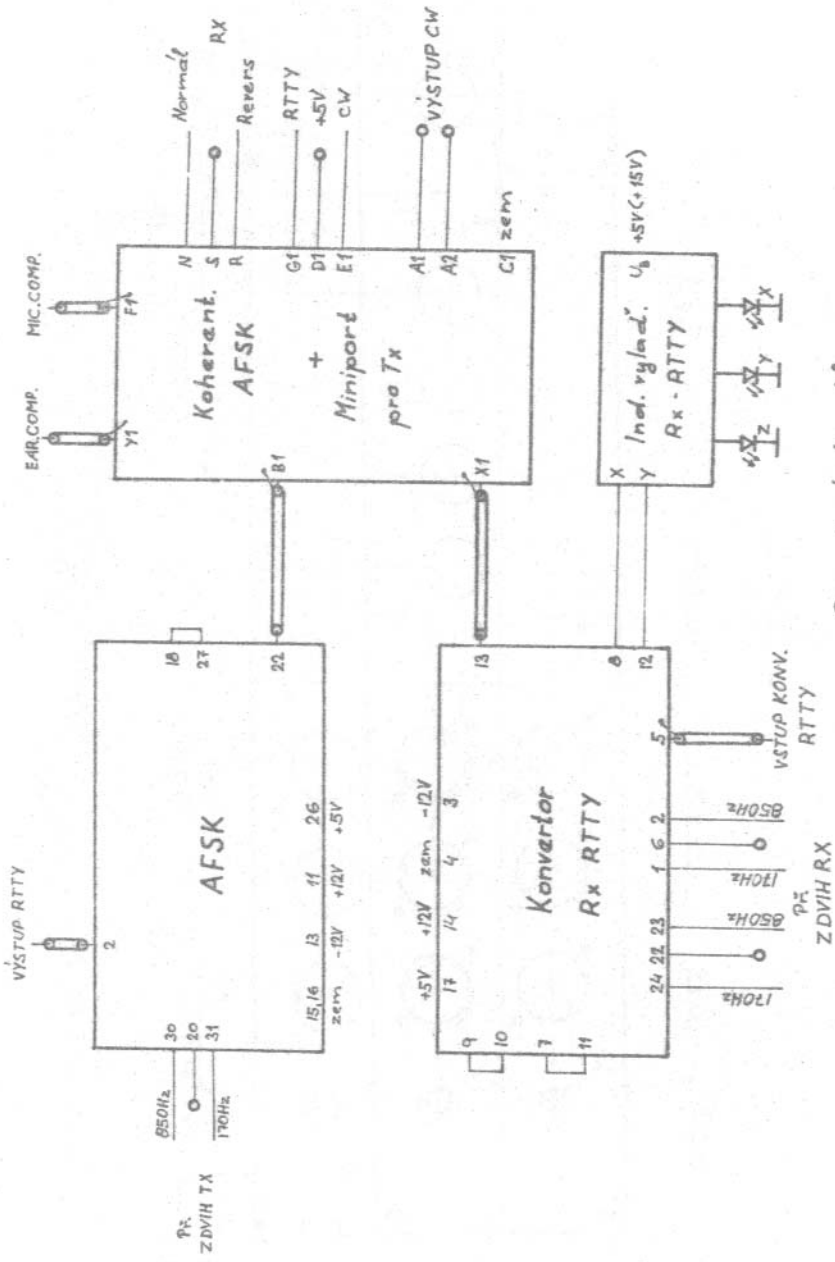 VÝSTUP RTTY
2
Př.
ZDVIH TX
850Hz
170Hz
30
20
31
AFSK
18
27
22
15,16
13
11
26
zem
-12V
+12V
+5V
EAR.COMP.
MIC.COMP.
Y1
F1
B1
X1
Koherant.
AFSK
+
Miniport
pro Tx
N
S
R
G1
D1
E1
A1
A2
C1
Normál
RX
Revers
RTTY
+5V
CW
VÝSTUP CW
zem
+5V
+12V
zem
-12V
17
14
4
3
9
10
7
11
Konvertor
Rx RTTY
13
8
12
24
22
23
1
6
2
5
170Hz
850Hz
170Hz
850Hz
Př.
ZDVIH RX
VSTUP KONV.
RTTY
X
Y
Ind. vylaď.
Rx - RTTY
+5V (+15V)
Z
Y
X